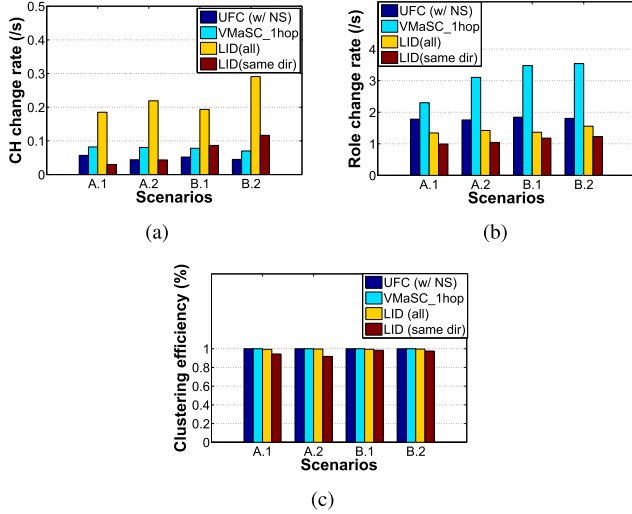 CH change rate (/s)
0.5
0.4
0.3
0.2
0.1
0
UFC (w/ NS)
VMaSC_1hop
LID(all)
LID(same dir)
A.1 A.2 B.1 B.2
Scenarios
(a)
Role change rate (/s)
4
3
2
1
0
UFC (w/ NS)
VMaSC_1hop
LID(all)
LID(same dir)
A.1 A.2 B.1 B.2
Scenarios
(b)
Clustering efficiency (%)
1
0.8
0.6
0.4
0.2
0
UFC (w/ NS)
VMaSC_1hop
LID (all)
LID (same dir)
A.1 A.2 B.1 B.2
Scenarios
(c)